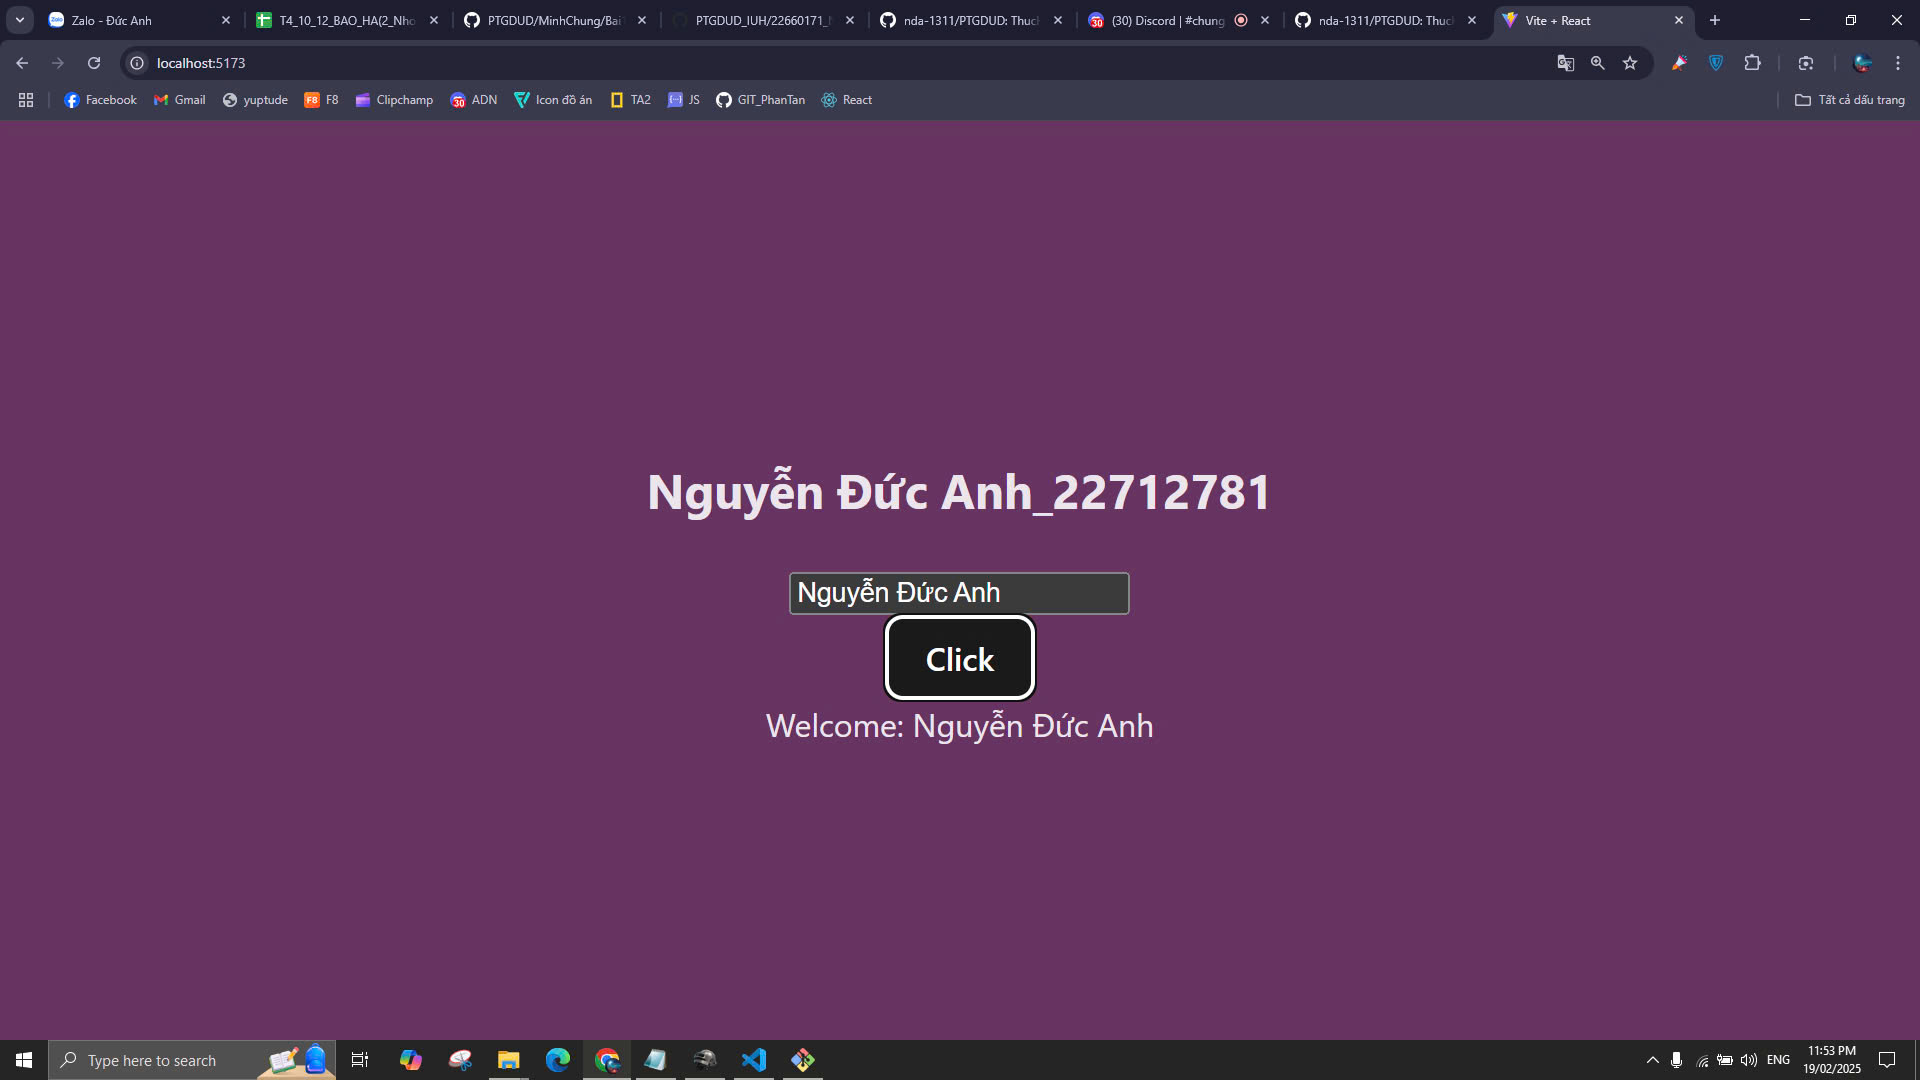 Zalo - Đức Anh
T4_10_12_BAO_HA(2_Nho
PTGDUD/MinhChung/Bai
PTGDUD_IUH/22660171_
nda-1311/PTGDUD: Thuc
(30) Discord | #chung
nda-1311/PTGDUD: Thuc
Vite + React
localhost:5173
Facebook
Gmail
yuptude
F8
Clipchamp
ADN
Icon đồ án
TA2
JS
GIT_PhanTan
React
Tất cả dấu trang
Nguyễn Đức Anh_22712781
Nguyễn Đức Anh
Click
Welcome: Nguyễn Đức Anh
Type here to search
ENG
11:53 PM
19/02/2025